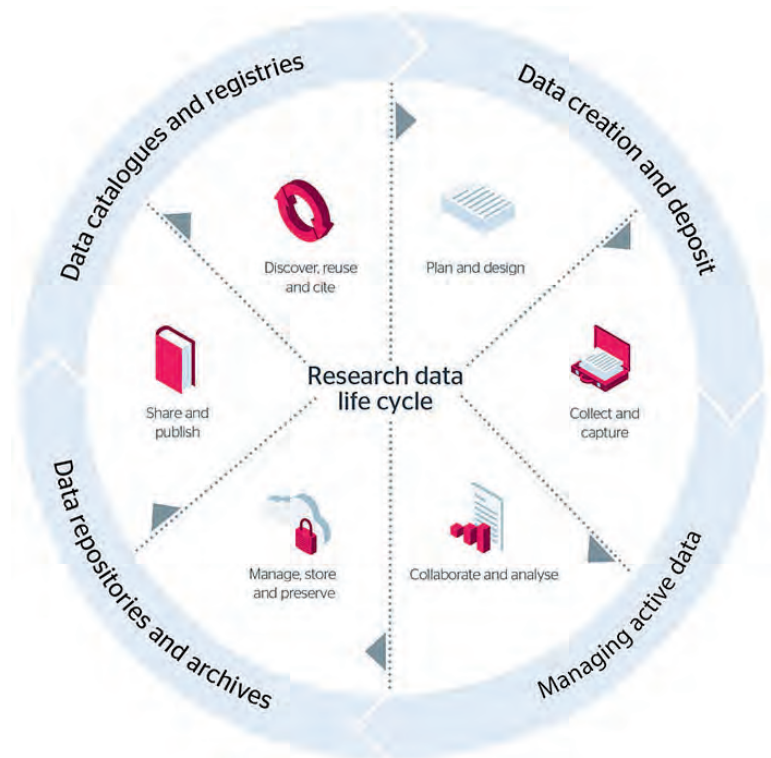 Data catalogues and registries
Data creation and deposit
Discover, reuse
and cite
Plan and design
Research data
life cycle
Share and
publish
Collect and
capture
Manage, store
and preserve
Collaborate and analyse
Data repositories and archives
Managing active data